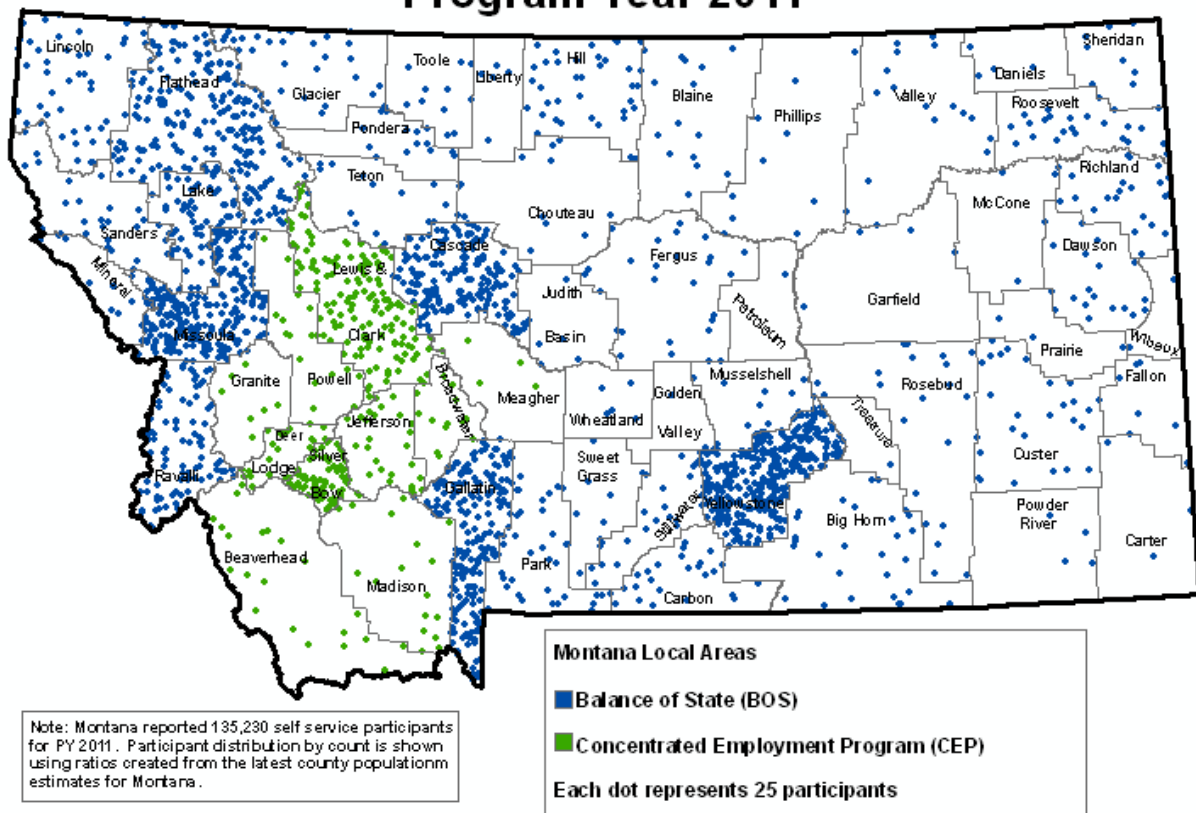 Program Year 2011
Lincoln
Flathead
Glacier
Toole
Liberty
Hill
Blaine
Phillips
Valley
Daniels
Sheridan
Roosevelt
Pondera
Teton
Lake
Sanders
Mineral
Missoula
Chouteau
Cascade
Lewis &
Clark
Fergus
Judith
Basin
Petroleum
Garfield
McCone
Richland
Dawson
Prairie
Wibaux
Fallon
Granite
Powell
Broadwater
Meagher
Wheatland
Golden
Valley
Musselshell
Rosebud
Treasure
Custer
Jefferson
Deer
Lodge
Silver
Bow
Ravalli
Gallatin
Sweet
Grass
Stillwater
Yellowstone
Big Horn
Powder
River
Carter
Beaverhead
Madison
Park
Carbon
Montana Local Areas
Balance of State (BOS)
Concentrated Employment Program (CEP)
Each dot represents 25 participants
Note: Montana reported 135,230 self service participants
for PY 2011. Participant distribution by count is shown
using ratios created from the latest county populationm
estimates for Montana.